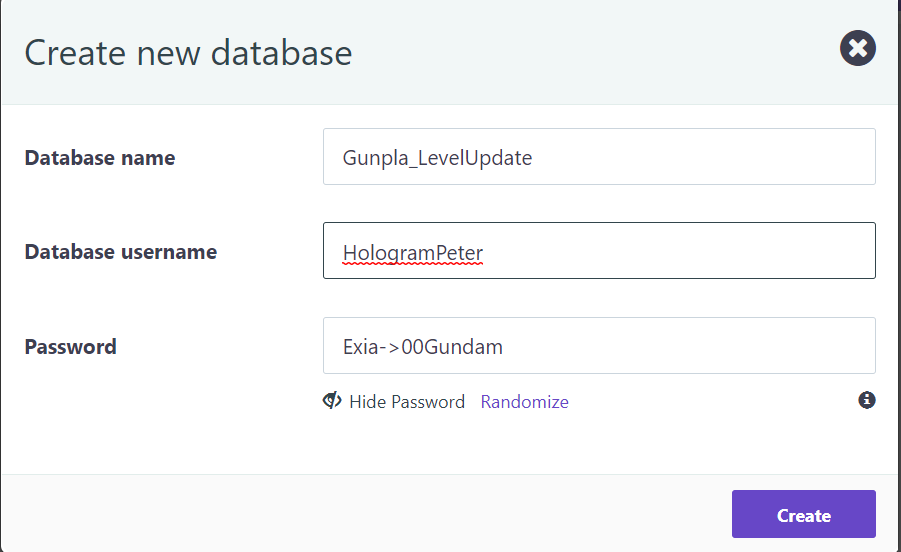 Create new database
Database name
Gunpla_LevelUpdate
Database username
HologramPeter
Password
Exia->00Gundam
Hide Password Randomize
Create